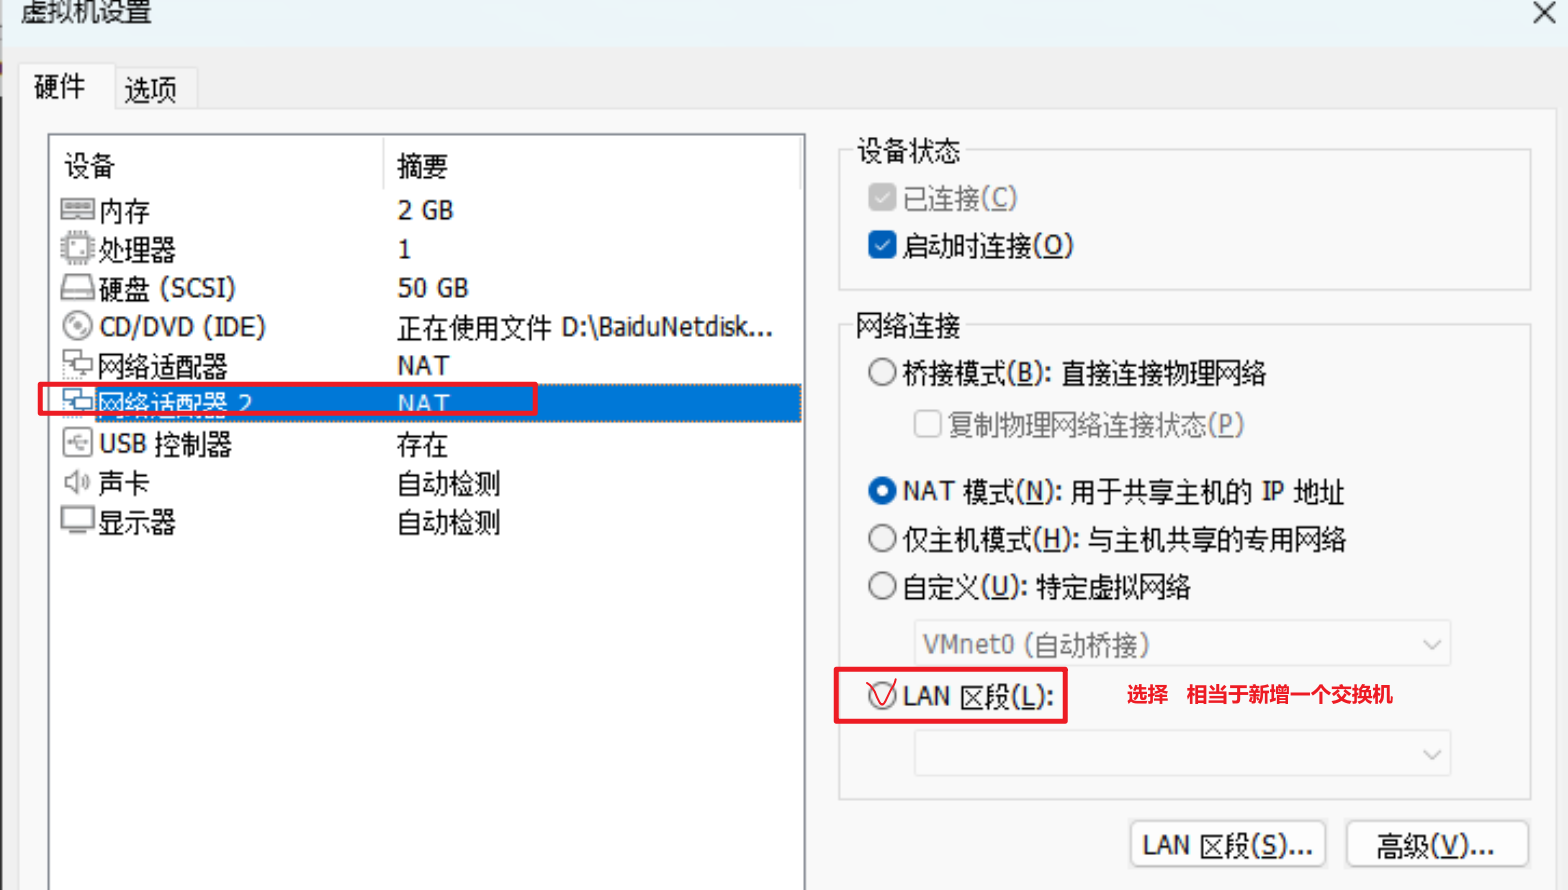 虚拟机设置
硬件 选项
设备 摘要
内存 2 GB
处理器 1
硬盘 (SCSI) 50 GB
CD/DVD (IDE) 正在使用文件 D:\BaiduNetdisk...
网络适配器 NAT
网络适配器 2 NAT
USB 控制器 存在
声卡 自动检测
显示器 自动检测
设备状态
已连接(C)
启动时连接(O)
网络连接
桥接模式(B): 直接连接物理网络
复制物理网络连接状态(P)
NAT 模式(N): 用于共享主机的 IP 地址
仅主机模式(H): 与主机共享的专用网络
自定义(U): 特定虚拟网络
VMnet0 (自动桥接)
LAN 区段(L): 选择 相当于新增一个交换机
LAN 区段(S)... 高级(V)...